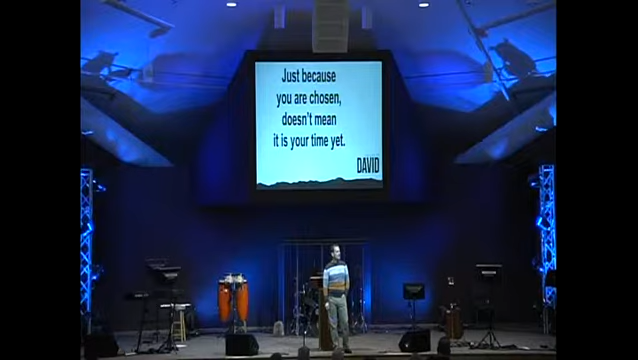 Just because
you are chosen,
doesn't mean
it is your time yet.
DAVID